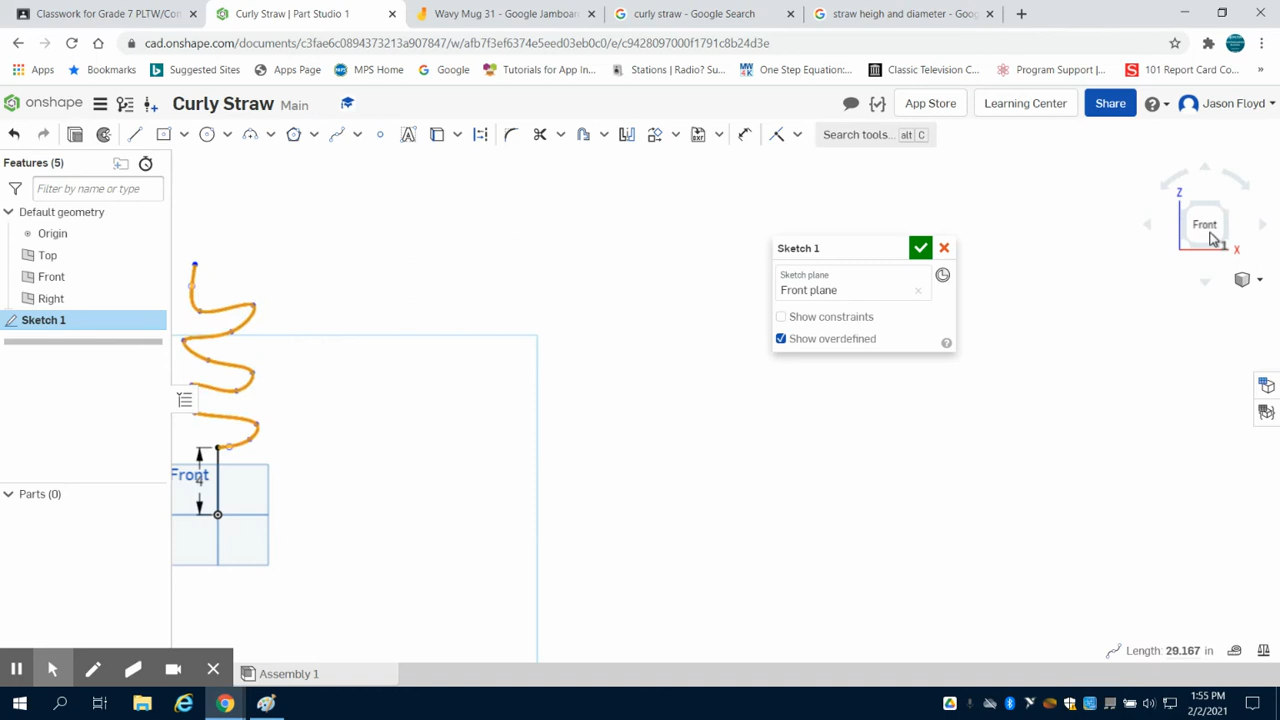 Classwork for Grade 7 PLTW/Con
Curly Straw | Part Studio 1
Wavy Mug 31 - Google Jamboar
curly straw - Google Search
straw heigh and diameter - Goog
cad.onshape.com/documents/c3fae6c0894373213a907847/w/afb7f3ef6374e5eed03eb0c0/e/c9428097000f1791c8b24d3e
Apps
Bookmarks
Suggested Sites
Apps Page
MPS Home
Google
Tutorials for App In...
Stations | Radio? Su...
One Step Equation:...
Classic Television C...
Program Support |...
101 Report Card Co...
»
onshape
Curly Straw Main
App Store
Learning Center
Share
Jason Floyd
Search tools... alt C
Features (5)
Filter by name or type
Default geometry
Origin
Top
Front
Right
Sketch 1
Parts (0)
Sketch 1
Sketch plane
Front plane
Show constraints
Show overdefined
Z
Front
X
Front
4
Length: 29.167 in
Assembly 1
1:55 PM
2/2/2021